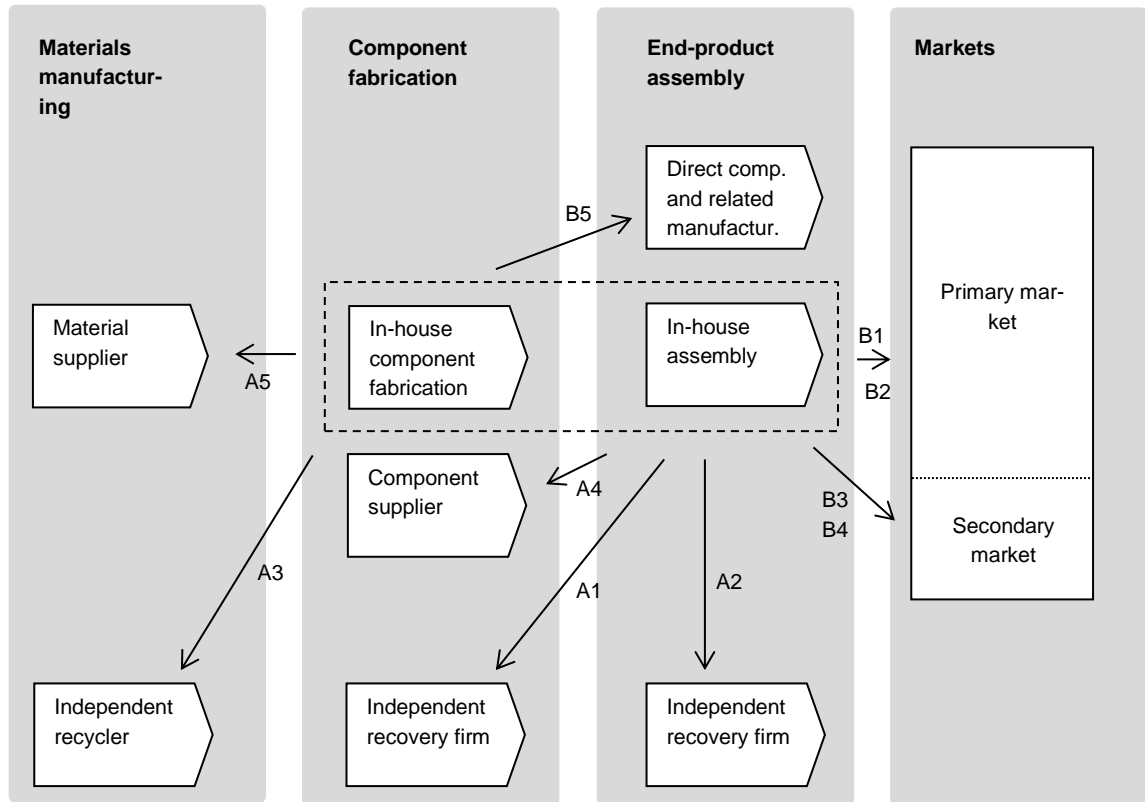 Materials
manufactur-
ing
Component
fabrication
End-product
assembly
Markets
Direct comp.
and related
manufactur.
B5
Material
supplier
A5
In-house
component
fabrication
In-house
assembly
B1
B2
Primary mar-
ket
Component
supplier
A4
B3
B4
Secondary
market
A3
A1
A2
Independent
recycler
Independent
recovery firm
Independent
recovery firm